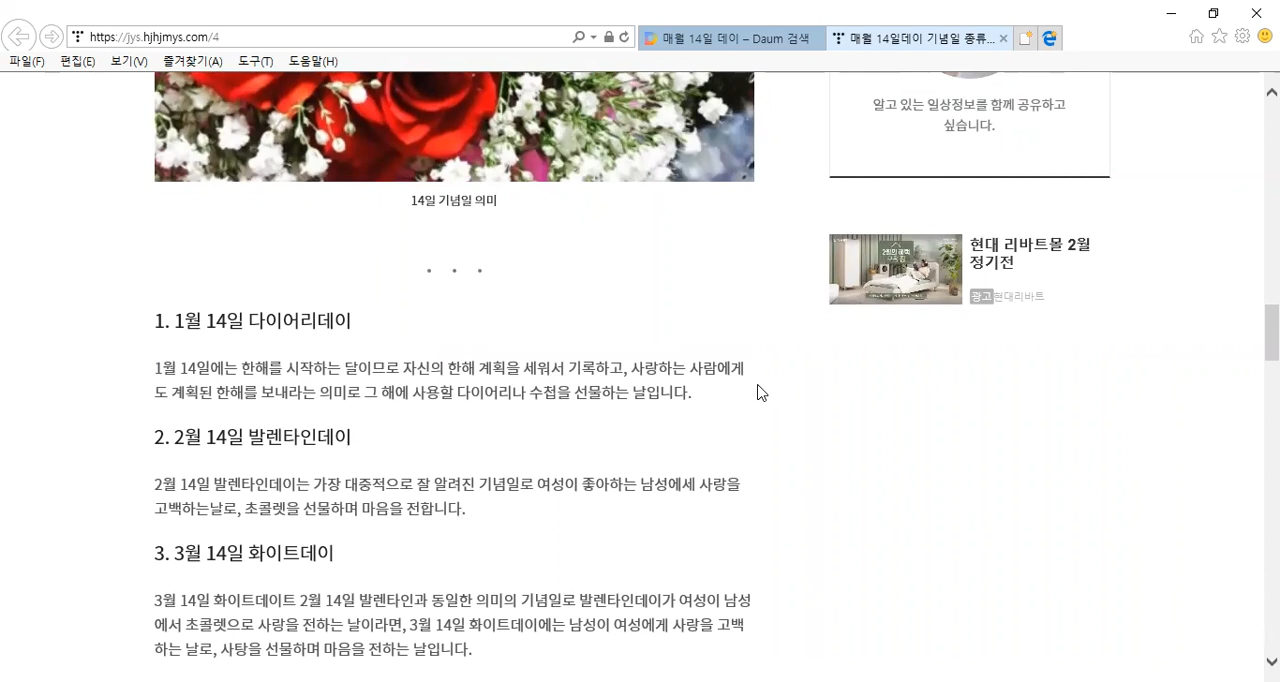 https://jys.hjhjmys.com/4
매월 14일 데이 – Daum 검색
매월 14일데이 기념일 종류...
파일(F) 편집(E) 보기(V) 즐겨찾기(A) 도구(T) 도움말(H)
알고 있는 일상정보를 함께 공유하고
싶습니다.
14일 기념일 의미
현대 리바트몰 2월
정기전
광고 현대리바트
1. 1월 14일 다이어리데이
1월 14일에는 한해를 시작하는 달이므로 자신의 한해 계획을 세워서 기록하고, 사랑하는 사람에게
도 계획된 한해를 보내라는 의미로 그 해에 사용할 다이어리나 수첩을 선물하는 날입니다.
2. 2월 14일 발렌타인데이
2월 14일 발렌타인데이는 가장 대중적으로 잘 알려진 기념일로 여성이 좋아하는 남성에세 사랑을
고백하는날로, 초콜렛을 선물하며 마음을 전합니다.
3. 3월 14일 화이트데이
3월 14일 화이트데이트 2월 14일 발렌타인과 동일한 의미의 기념일로 발렌타인데이가 여성이 남성
에서 초콜렛으로 사랑을 전하는 날이라면, 3월 14일 화이트데이에는 남성이 여성에게 사랑을 고백
하는 날로, 사탕을 선물하며 마음을 전하는 날입니다.